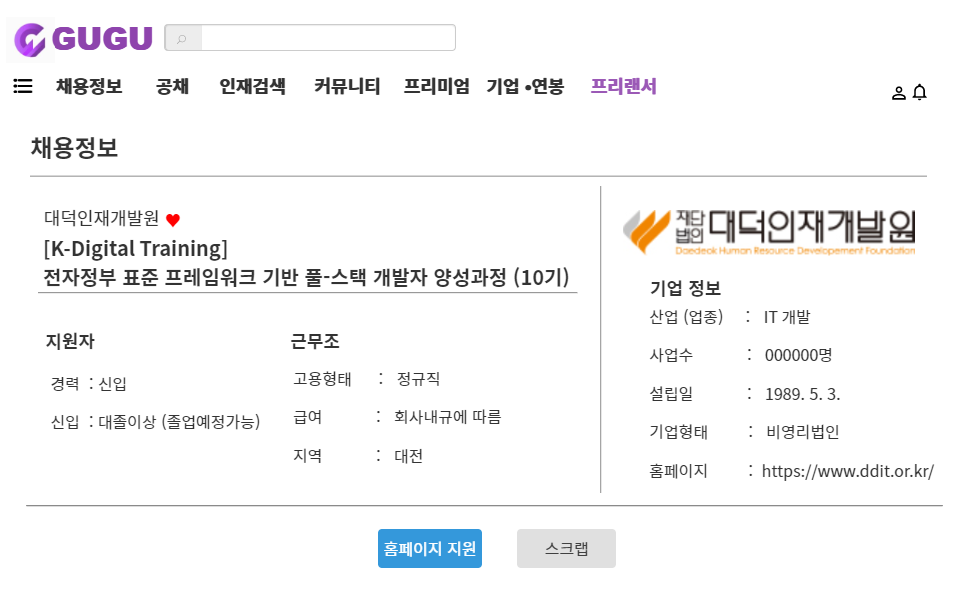 GUGU
채용정보 공채 인재검색 커뮤니티 프리미엄 기업 •연봉 프리랜서
채용정보
대덕인재개발원
[K-Digital Training]
전자정부 표준 프레임워크 기반 풀-스택 개발자 양성과정 (10기)
지원자
경력 : 신입
신입 : 대졸이상 (졸업예정가능)
근무조
고용형태 : 정규직
급여 : 회사내규에 따름
지역 : 대전
재단법인 대덕인재개발원
Daedeck Human Resource Developement Foundation
기업 정보
산업 (업종) : IT 개발
사업수 : 000000명
설립일 : 1989. 5. 3.
기업형태 : 비영리법인
홈페이지 : https://www.ddit.or.kr/
홈페이지 지원
스크랩